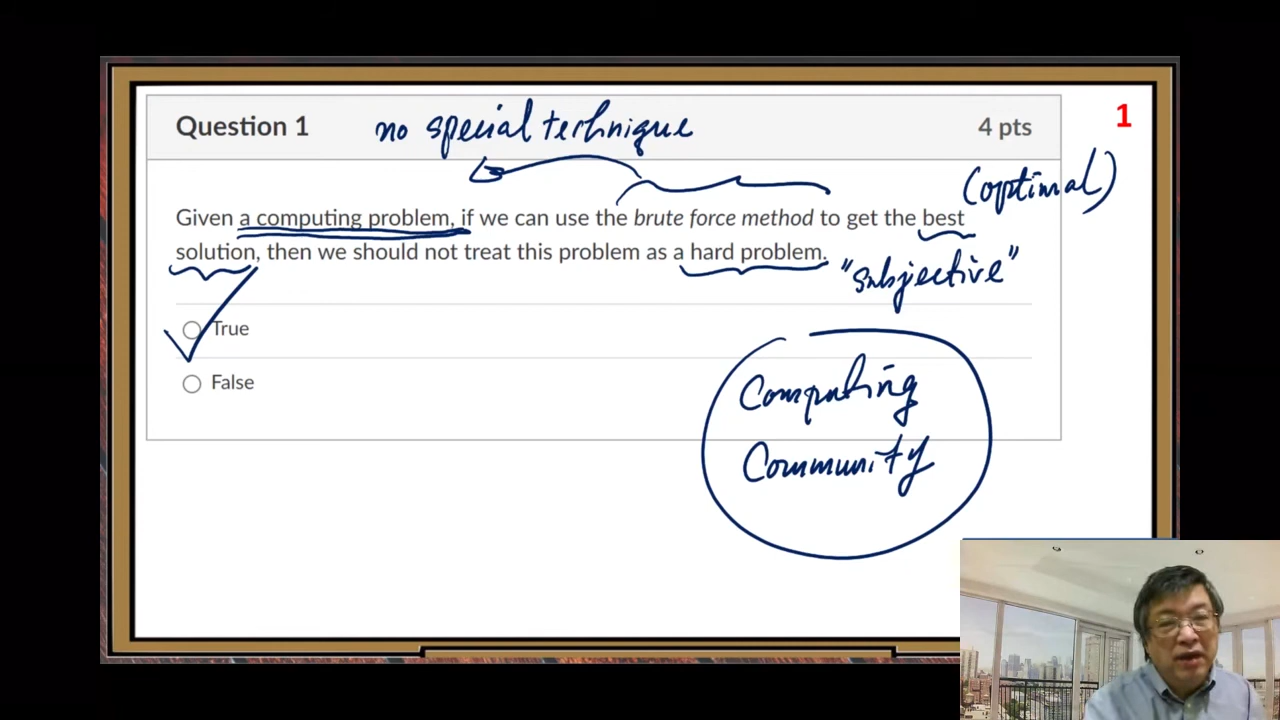 Question 1
no special technique
4 pts
1
(optimal)
Given a computing problem, if we can use the brute force method to get the best
solution, then we should not treat this problem as a hard problem.
"subjective"
True
False
Computing
Community